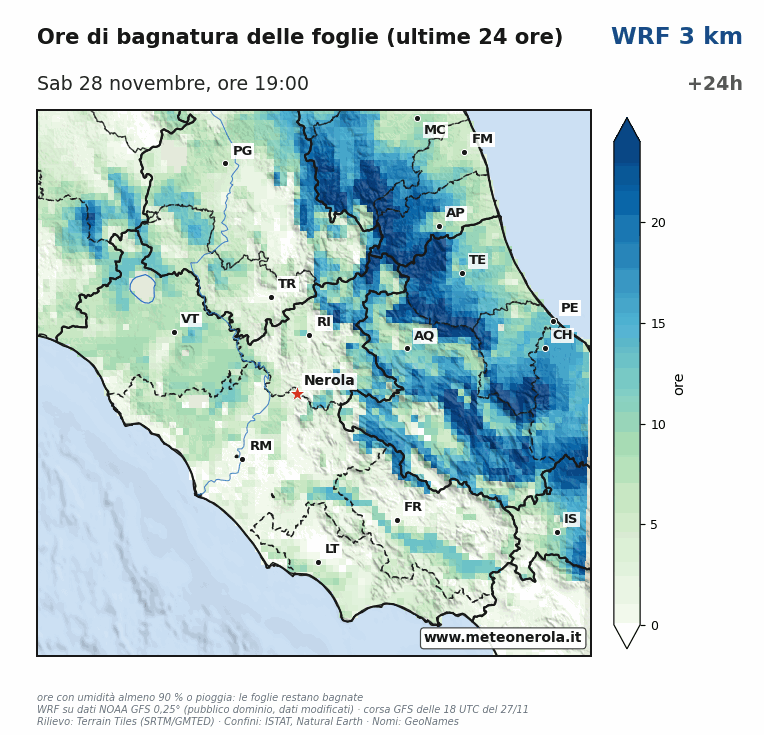 Ore di bagnatura delle foglie (ultime 24 ore)
WRF 3 km
Sab 28 novembre, ore 19:00
+24h
MC
FM
PG
AP
TE
TR
PE
VT
RI
AQ
CH
Nerola
RM
FR
IS
LT
20
15
10
5
0
ore
www.meteonerola.it
ore con umidità almeno 90 % o pioggia: le foglie restano bagnate
WRF su dati NOAA GFS 0,25° (pubblico dominio, dati modificati) · corsa GFS delle 18 UTC del 27/11
Rilievo: Terrain Tiles (SRTM/GMTED) · Confini: ISTAT, Natural Earth · Nomi: GeoNames